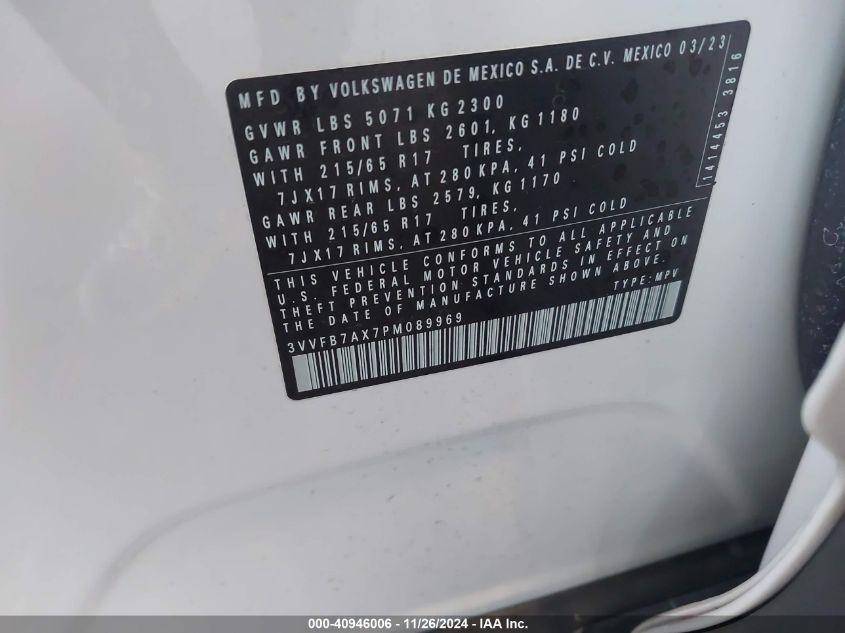 MFD BY VOLKSWAGEN DE MEXICO S.A. DE C.V. MEXICO 03/23
GVWR LBS 5071 KG 2300
GAWR FRONT LBS 2601, KG 1180
WITH 215/65 R17 TIRES,
7JX17 RIMS, AT 280 KPA, 41 PSI COLD
GAWR REAR LBS 2579, KG 1170
WITH 215/65 R17 TIRES,
7JX17 RIMS, AT 280 KPA, 41 PSI COLD
THIS VEHICLE CONFORMS TO ALL APPLICABLE
U.S. FEDERAL MOTOR VEHICLE SAFETY AND
THEFT PREVENTION STANDARDS IN EFFECT ON
THE DATE OF MANUFACTURE SHOWN ABOVE.
3VVFB7AX7PM089969 TYPE: MPV
1414453 3816
000-40946006 - 11/26/2024 - IAA Inc.